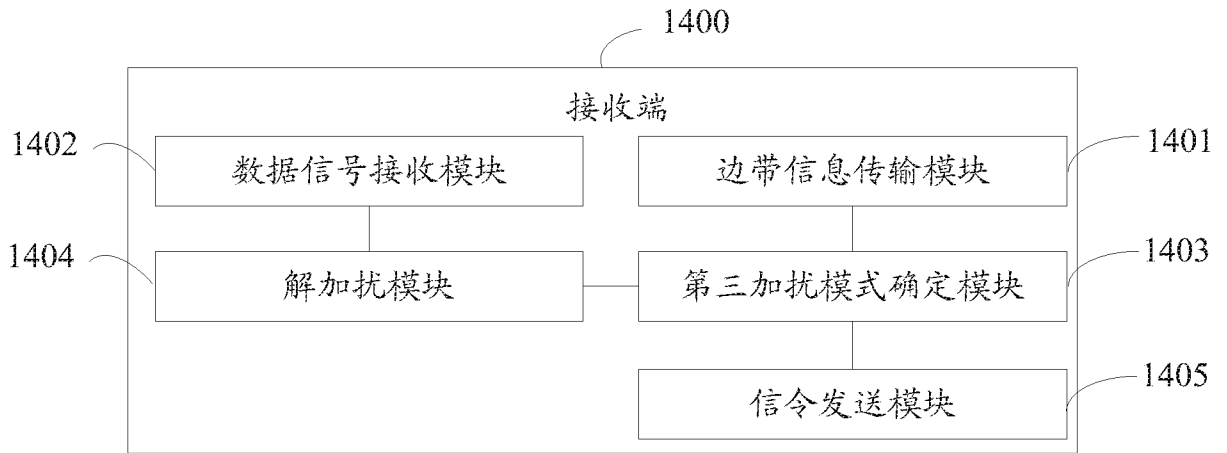 1400
接收端
1402
数据信号接收模块
边带信息传输模块
1401
1404
解加扰模块
第三加扰模式确定模块
1403
信令发送模块
1405